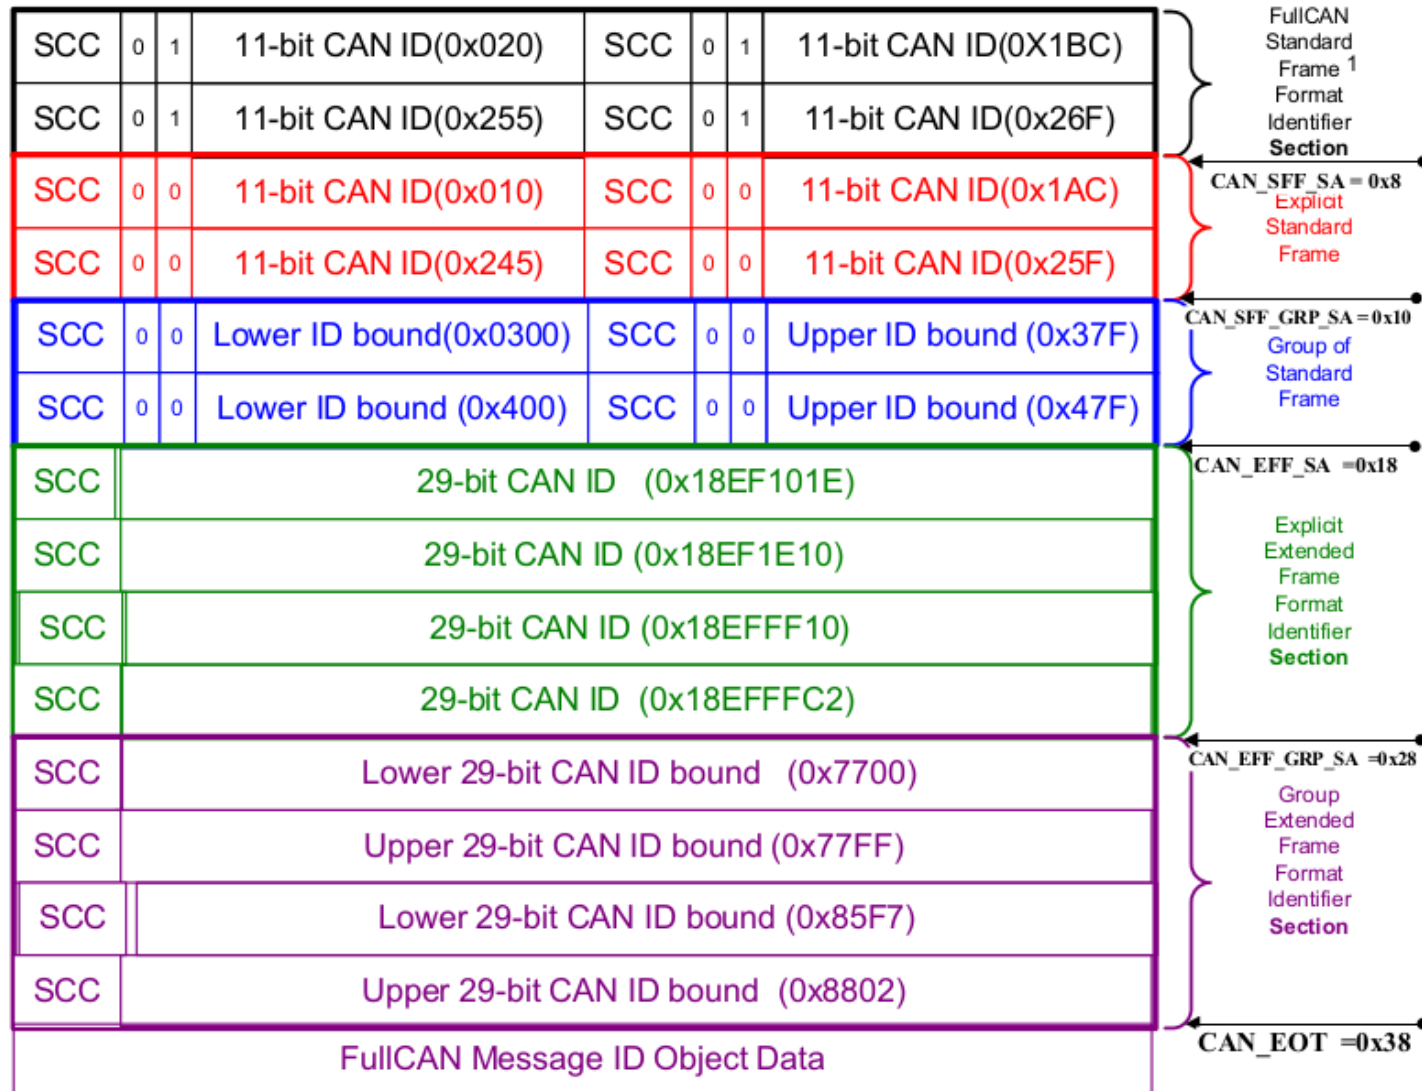 SCC 0 1 11-bit CAN ID(0x020) SCC 0 1 11-bit CAN ID(0X1BC)
SCC 0 1 11-bit CAN ID(0x255) SCC 0 1 11-bit CAN ID(0x26F)
FullCAN
Standard
Frame 1
Format
Identifier
Section
CAN_SFF_SA = 0x8
SCC 0 0 11-bit CAN ID(0x010) SCC 0 0 11-bit CAN ID(0x1AC)
SCC 0 0 11-bit CAN ID(0x245) SCC 0 0 11-bit CAN ID(0x25F)
Explicit
Standard
Frame
CAN_SFF_GRP_SA = 0x10
SCC 0 0 Lower ID bound(0x0300) SCC 0 0 Upper ID bound (0x37F)
SCC 0 0 Lower ID bound (0x400) SCC 0 0 Upper ID bound (0x47F)
Group of
Standard
Frame
CAN_EFF_SA =0x18
SCC 29-bit CAN ID (0x18EF101E)
SCC 29-bit CAN ID (0x18EF1E10)
SCC 29-bit CAN ID (0x18EFFF10)
SCC 29-bit CAN ID (0x18EFFFC2)
Explicit
Extended
Frame
Format
Identifier
Section
CAN_EFF_GRP_SA =0x28
SCC Lower 29-bit CAN ID bound (0x7700)
SCC Upper 29-bit CAN ID bound (0x77FF)
SCC Lower 29-bit CAN ID bound (0x85F7)
SCC Upper 29-bit CAN ID bound (0x8802)
Group
Extended
Frame
Format
Identifier
Section
CAN_EOT =0x38
FullCAN Message ID Object Data